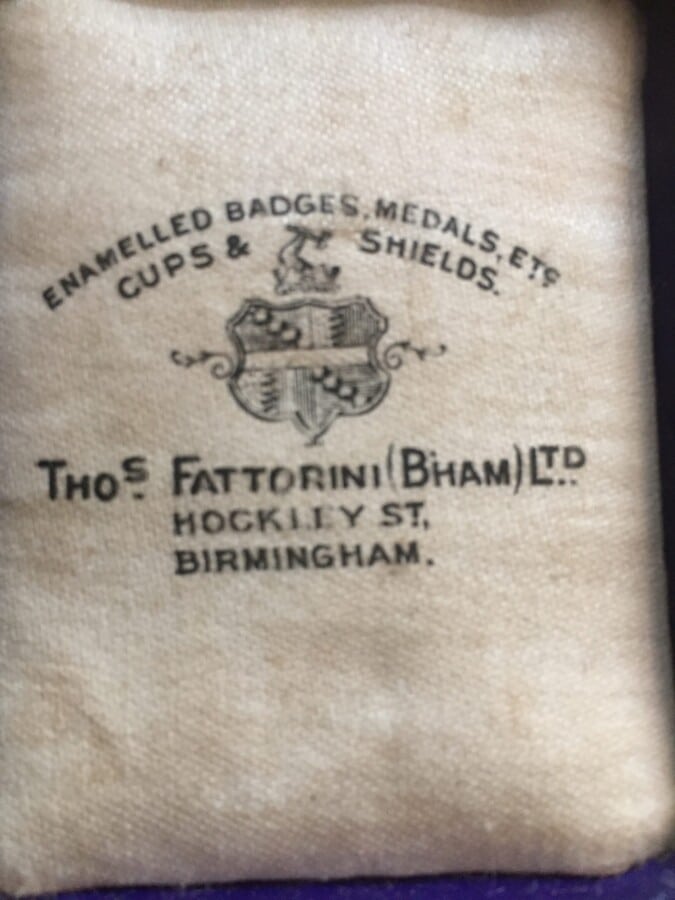 ENAMELLED BADGES, MEDALS, ETC
CUPS & SHIELDS.
THOS. FATTORINI (B'HAM) LTD.
HOCKLEY ST,
BIRMINGHAM.